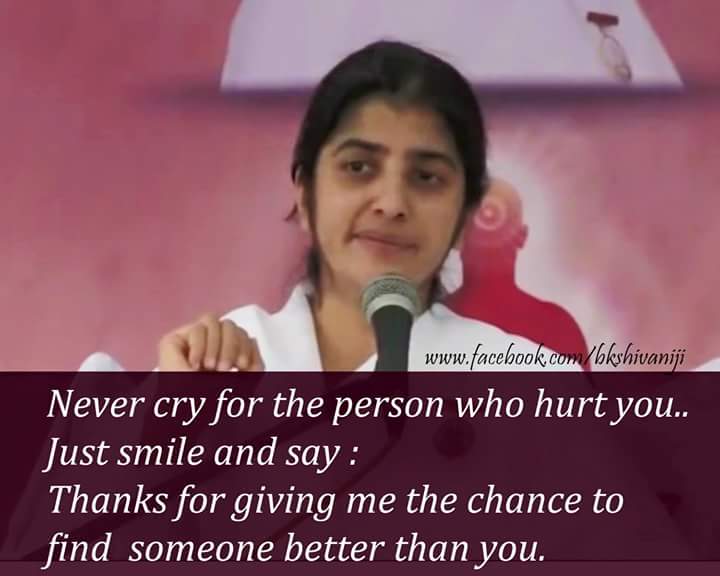 www.facebook.com/bkshivaniji
Never cry for the person who hurt you..
Just smile and say :
Thanks for giving me the chance to
find someone better than you.